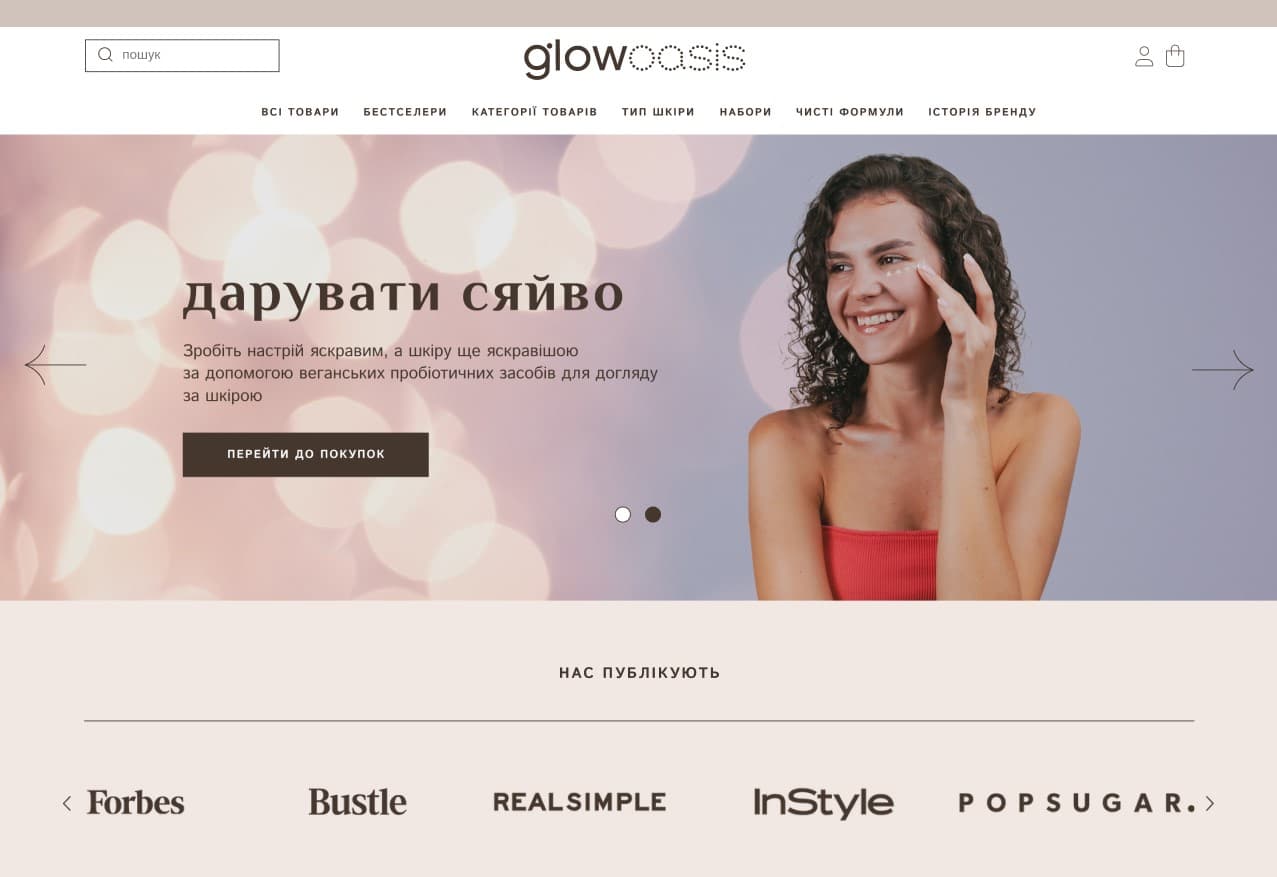 пошук
glowoasis
ВСІ ТОВАРИ БЕСТСЕЛЕРИ КАТЕГОРІЇ ТОВАРІВ ТИП ШКІРИ НАБОРИ ЧИСТІ ФОРМУЛИ ІСТОРІЯ БРЕНДУ
дарувати сяйво
Зробіть настрій яскравим, а шкіру ще яскравішою
за допомогою веганських пробіотичних засобів для догляду
за шкірою
ПЕРЕЙТИ ДО ПОКУПОК
НАС ПУБЛІКУЮТЬ
Forbes Bustle REALSIMPLE InStyle POPSUGAR.